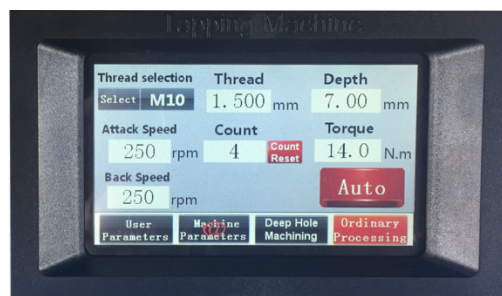 Tapping Machine
Thread selection Thread Depth
Select M10 1.500 mm 7.00 mm
Attack Speed Count Torque
250 rpm 4 Count Reset 14.0 N.m
Back Speed
250 rpm Auto
User Parameters Machine Parameters Deep Hole Machining Ordinary Processing